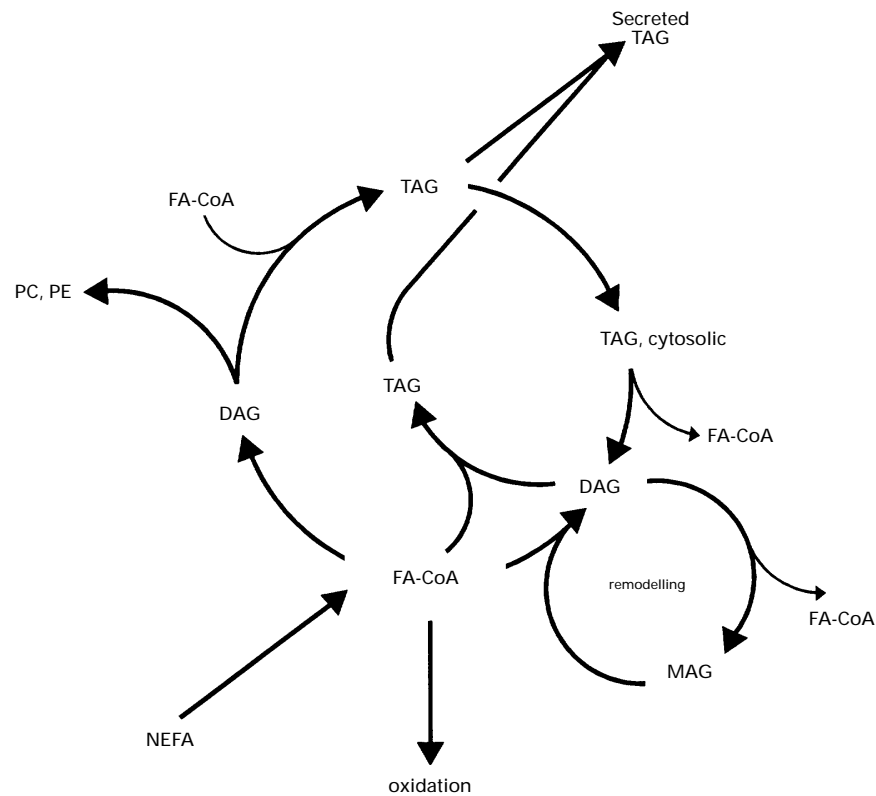 Secreted
TAG
TAG
FA-CoA
PC, PE
TAG, cytosolic
TAG
DAG
FA-CoA
DAG
FA-CoA
remodelling
FA-CoA
MAG
NEFA
oxidation